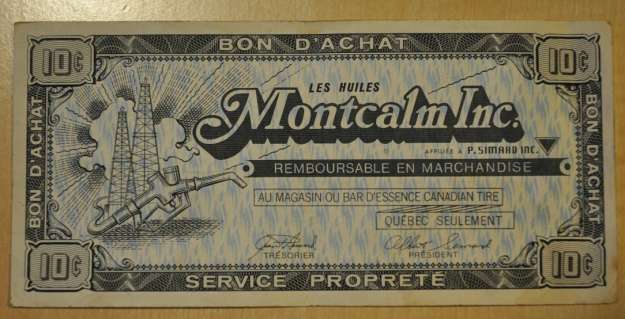 10¢ BON D'ACHAT 10¢
LES HUILES
Montcalm Inc.
AFFILIÉE À P. SIMARD INC.
REMBOURSABLE EN MARCHANDISE
AU MAGASIN OU BAR D'ESSENCE CANADIAN TIRE
QUÉBEC SEULEMENT
TRÉSORIER
PRÉSIDENT
BON D'ACHAT
BON D'ACHAT
10¢ SERVICE PROPRETÉ 10¢